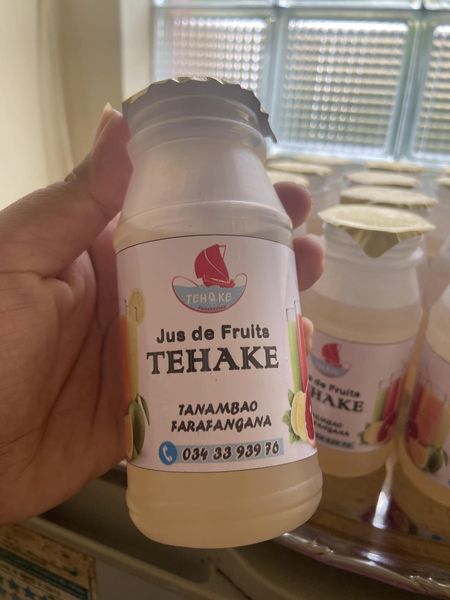 TEHAKE
Jus de Fruits
TEHAKE
TANAMBAO
FARAFANGANA
034 33 939 76
s de Fruits
HAKE